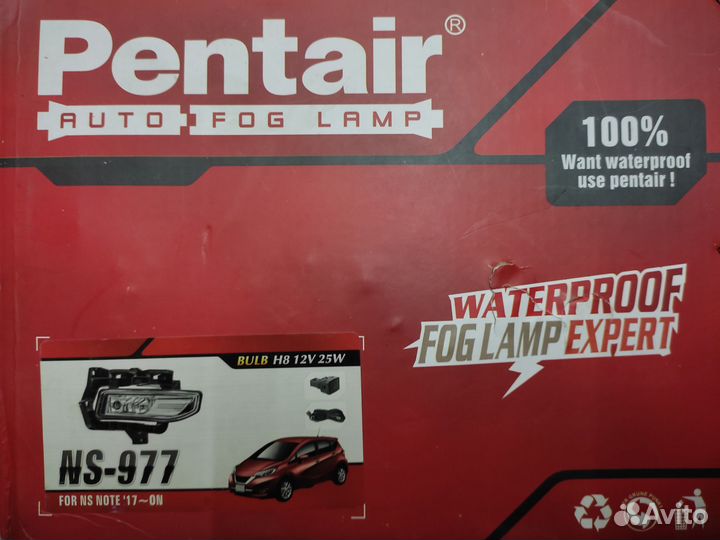 Pentair®
AUTO FOG LAMP
100%
Want waterproof
use pentair !
WATERPROOF
FOG LAMP EXPERT
BULB H8 12V 25W
NS-977
FOR NS NOTE '17~ON
Avito